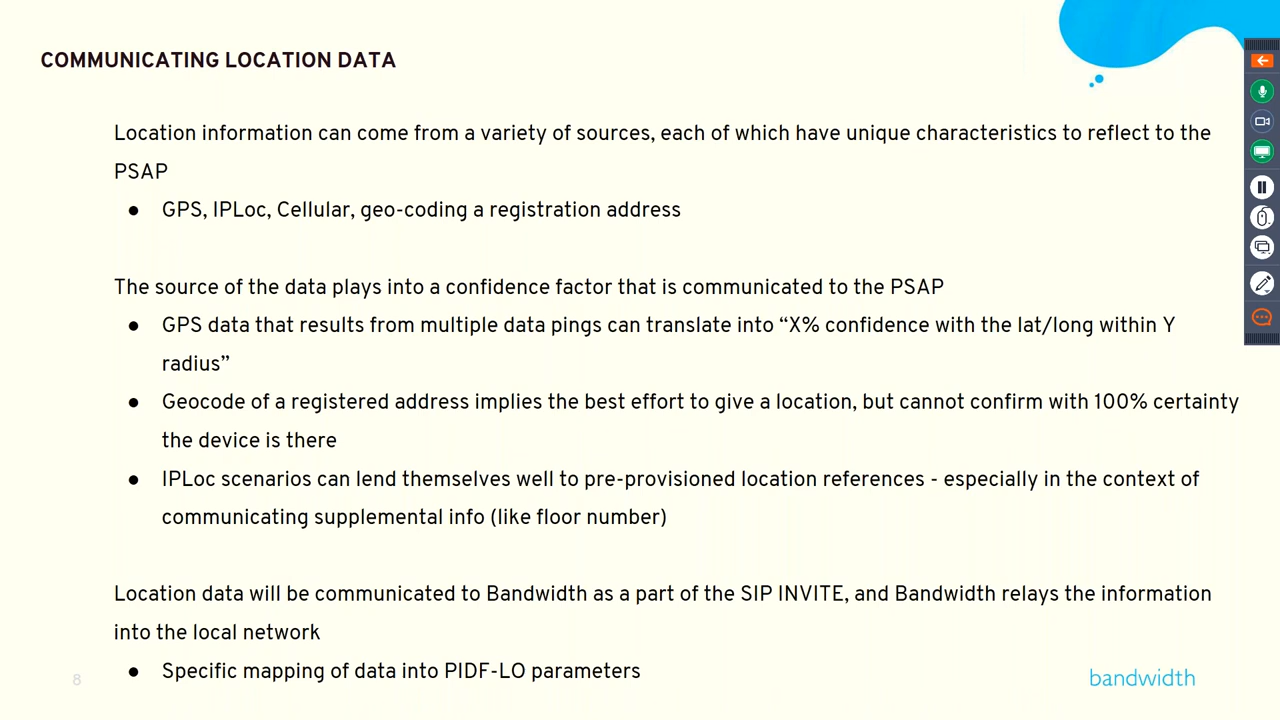 COMMUNICATING LOCATION DATA
Location information can come from a variety of sources, each of which have unique characteristics to reflect to the
PSAP
● GPS, IPLoc, Cellular, geo-coding a registration address
The source of the data plays into a confidence factor that is communicated to the PSAP
● GPS data that results from multiple data pings can translate into “X% confidence with the lat/long within Y
radius”
● Geocode of a registered address implies the best effort to give a location, but cannot confirm with 100% certainty
the device is there
● IPLoc scenarios can lend themselves well to pre-provisioned location references - especially in the context of
communicating supplemental info (like floor number)
Location data will be communicated to Bandwidth as a part of the SIP INVITE, and Bandwidth relays the information
into the local network
● Specific mapping of data into PIDF-LO parameters
8
bandwidth